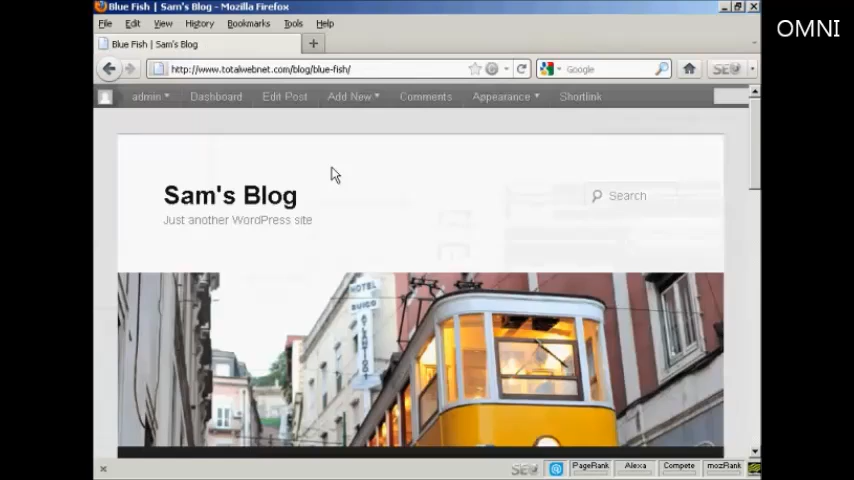 Blue Fish | Sam's Blog - Mozilla Firefox
OMNI
File Edit View History Bookmarks Tools Help
Blue Fish | Sam's Blog +
http://www.totalwebnet.com/blog/blue-fish/ Google SEO
admin Dashboard Edit Post Add New Comments Appearance Shortlink
Sam's Blog
Search
Just another WordPress site
HOTEL
SUICO
ATLANTICO
SEO @ PageRank Alexa Compete mozRank